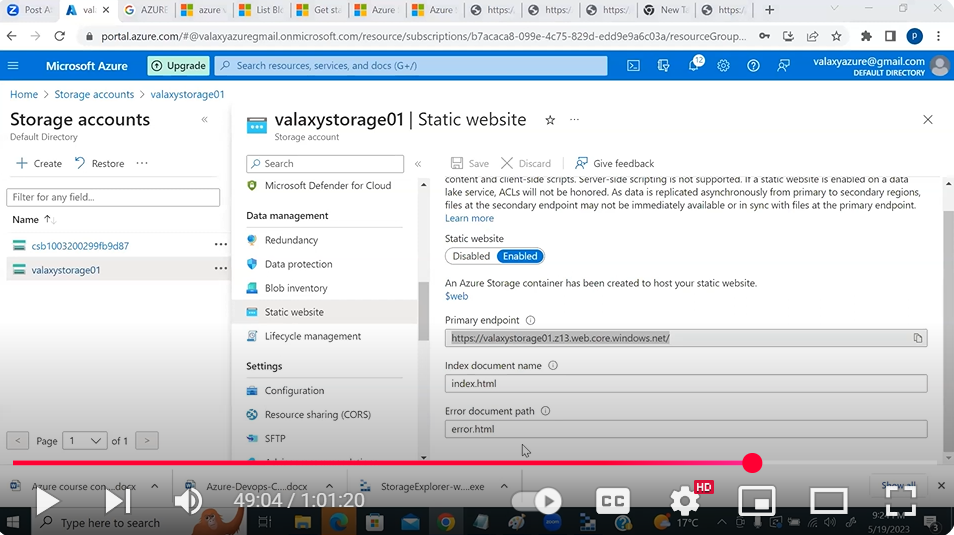 Post A
vala
AZURE
azure v
List Blo
Get sta
Azure
Azure
https:/
https:/
https:/
New Ta
https:/
portal.azure.com/#@valaxyazuregmail.onmicrosoft.com/resource/subscriptions/b7acaca8-099e-4c75-829d-edd9e9a6c03a/resourceGroup...
Microsoft Azure
Upgrade
Search resources, services, and docs (G+/)
12
valaxyazure@gmail.com
DEFAULT DIRECTORY
Home > Storage accounts > valaxystorage01
Storage accounts
Default Directory
Create
Restore
Filter for any field...
Name
csb1003200299fb9d87
valaxystorage01
Page 1 of 1
valaxystorage01 | Static website
Storage account
Search
Microsoft Defender for Cloud
Data management
Redundancy
Data protection
Blob inventory
Static website
Lifecycle management
Settings
Configuration
Resource sharing (CORS)
SFTP
Save
Discard
Give feedback
content and client-side scripts. Server-side scripting is not supported. If a static website is enabled on a data
lake service, ACLs will not be honored. As data is replicated asynchronously from primary to secondary regions,
files at the secondary endpoint may not be immediately available or in sync with files at the primary endpoint.
Learn more
Static website
Disabled Enabled
An Azure Storage container has been created to host your static website.
$web
Primary endpoint
https://valaxystorage01.z13.web.core.windows.net/
Index document name
index.html
Error document path
error.html
Azure course con....docx
Azure-Devops-C....docx
StorageExplorer-w....exe
Show all
49:04 / 1:01:20
CC
HD
Type here to search
17°C
5/19/2023
3